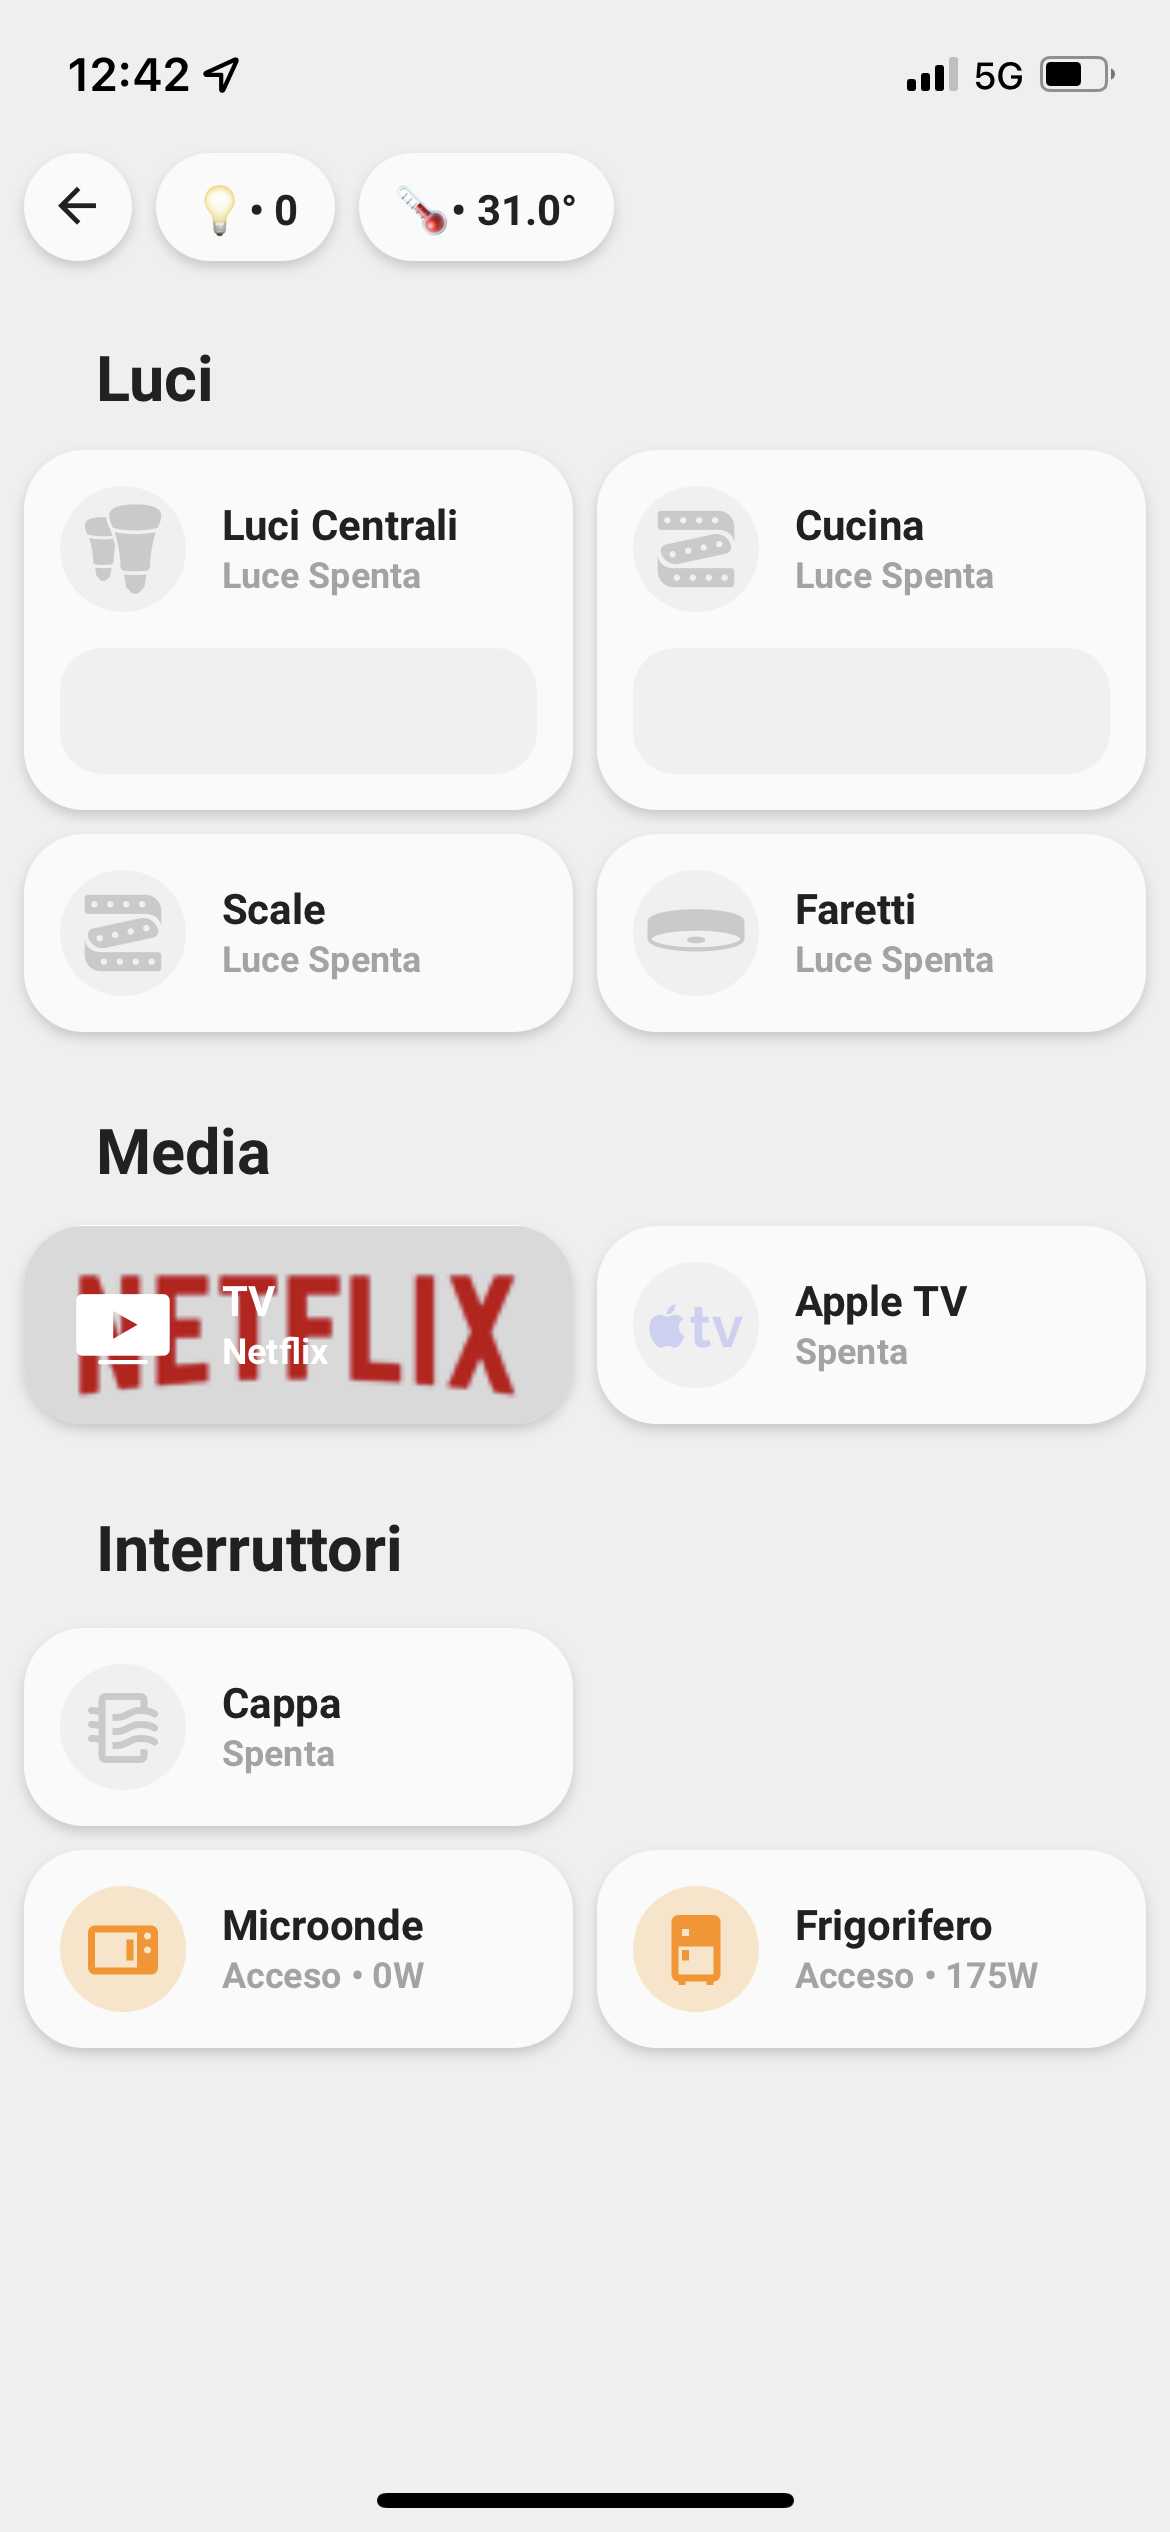 12:42 5G
• 0 • 31.0°
Luci
Luci Centrali
Luce Spenta
Cucina
Luce Spenta
Scale
Luce Spenta
Faretti
Luce Spenta
Media
NETFLIX
TV
Netflix
tv
Apple TV
Spenta
Interruttori
Cappa
Spenta
Microonde
Acceso • 0W
Frigorifero
Acceso • 175W